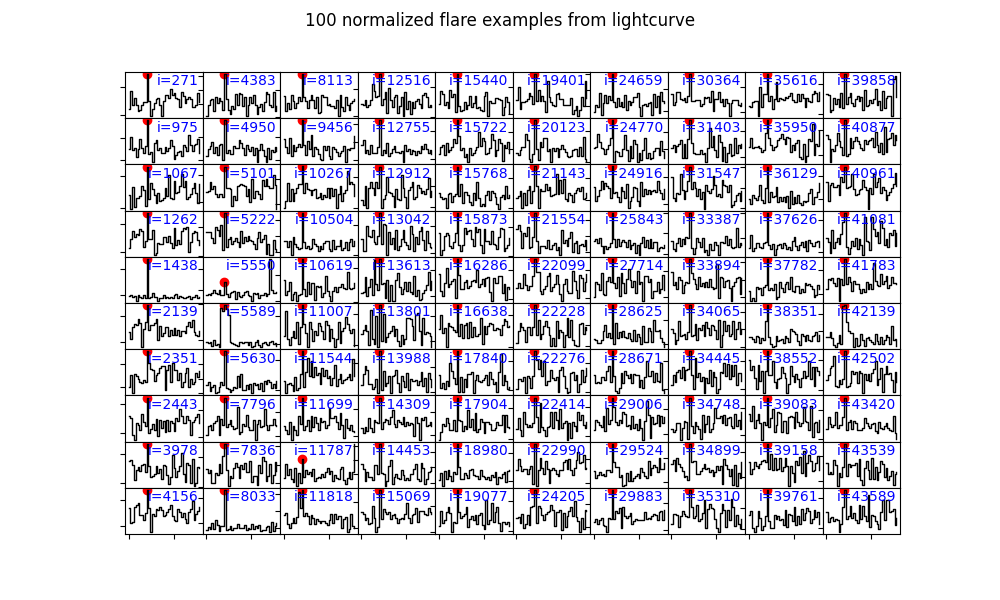 100 normalized flare examples from lightcurve
i=271 i=4383 i=8113 i=12516 i=15440 i=19401 i=24659 i=30364 i=35616 i=39858
i=975 i=4950 i=9456 i=12755 i=15722 i=20123 i=24770 i=31403 i=35950 i=40877
i=1067 i=5101 i=10267 i=12912 i=15768 i=21143 i=24916 i=31547 i=36129 i=40961
i=1262 i=5222 i=10504 i=13042 i=15873 i=21554 i=25843 i=33387 i=37626 i=41081
i=1438 i=5550 i=10619 i=13613 i=16286 i=22099 i=27714 i=33894 i=37782 i=41783
i=2139 i=5589 i=11007 i=13801 i=16638 i=22228 i=28625 i=34065 i=38351 i=42139
i=2351 i=5630 i=11544 i=13988 i=17840 i=22276 i=28671 i=34445 i=38552 i=42502
i=2443 i=7796 i=11699 i=14309 i=17904 i=22414 i=29006 i=34748 i=39083 i=43420
i=3978 i=7836 i=11787 i=14453 i=18980 i=22990 i=29524 i=34899 i=39158 i=43539
i=4156 i=8033 i=11818 i=15069 i=19077 i=24205 i=29883 i=35310 i=39761 i=43589